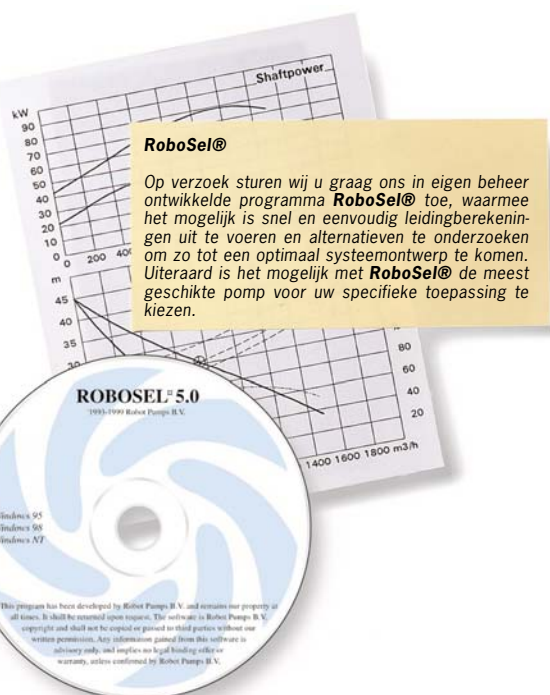 Shaftpower
kW
90
80
70
60
50
40
30
20
10
0
0 200 400
RoboSel®
Op verzoek sturen wij u graag ons in eigen beheer
ontwikkelde programma RoboSel® toe, waarmee
het mogelijk is snel en eenvoudig leidingberekenin-
gen uit te voeren en alternatieven te onderzoeken
om zo tot een optimaal systeemontwerp te komen.
Uiteraard is het mogelijk met RoboSel® de meest
geschikte pomp voor uw specifieke toepassing te
kiezen.
m
45
40
35
30
80
60
40
20
1400 1600 1800 m3/h
ROBOSEL® 5.0
1993-1999 Robot Pumps B.V.
Windows 95
Windows 98
Windows NT
This program has been developed by Robot Pumps B.V. and remains our property at
all times. It shall be returned upon request. The software is Robot Pumps B.V.
copyright and shall not be copied or passed to third parties without our
written permission. Any information gained from this software is
advisory only, and implies no legal binding offer or
warranty, unless confirmed by Robot Pumps B.V.